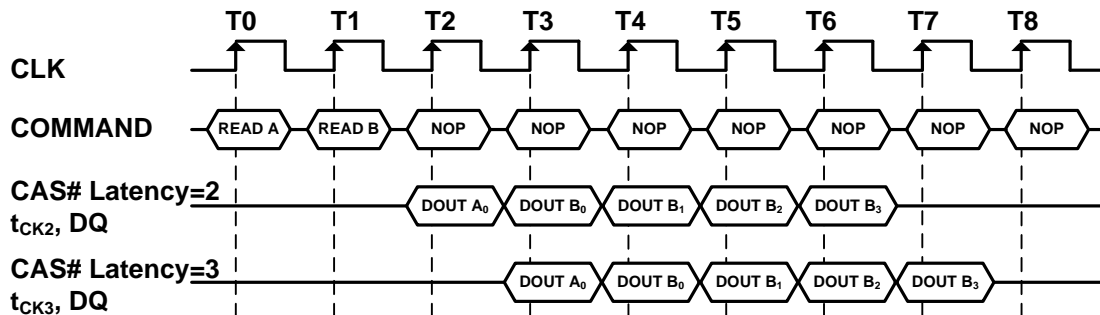 T0 T1 T2 T3 T4 T5 T6 T7 T8
CLK
COMMAND READ A READ B NOP NOP NOP NOP NOP NOP NOP
CAS# Latency=2
DOUT A₀ DOUT B₀ DOUT B₁ DOUT B₂ DOUT B₃
tCK2, DQ
CAS# Latency=3
DOUT A₀ DOUT B₀ DOUT B₁ DOUT B₂ DOUT B₃
tCK3, DQ